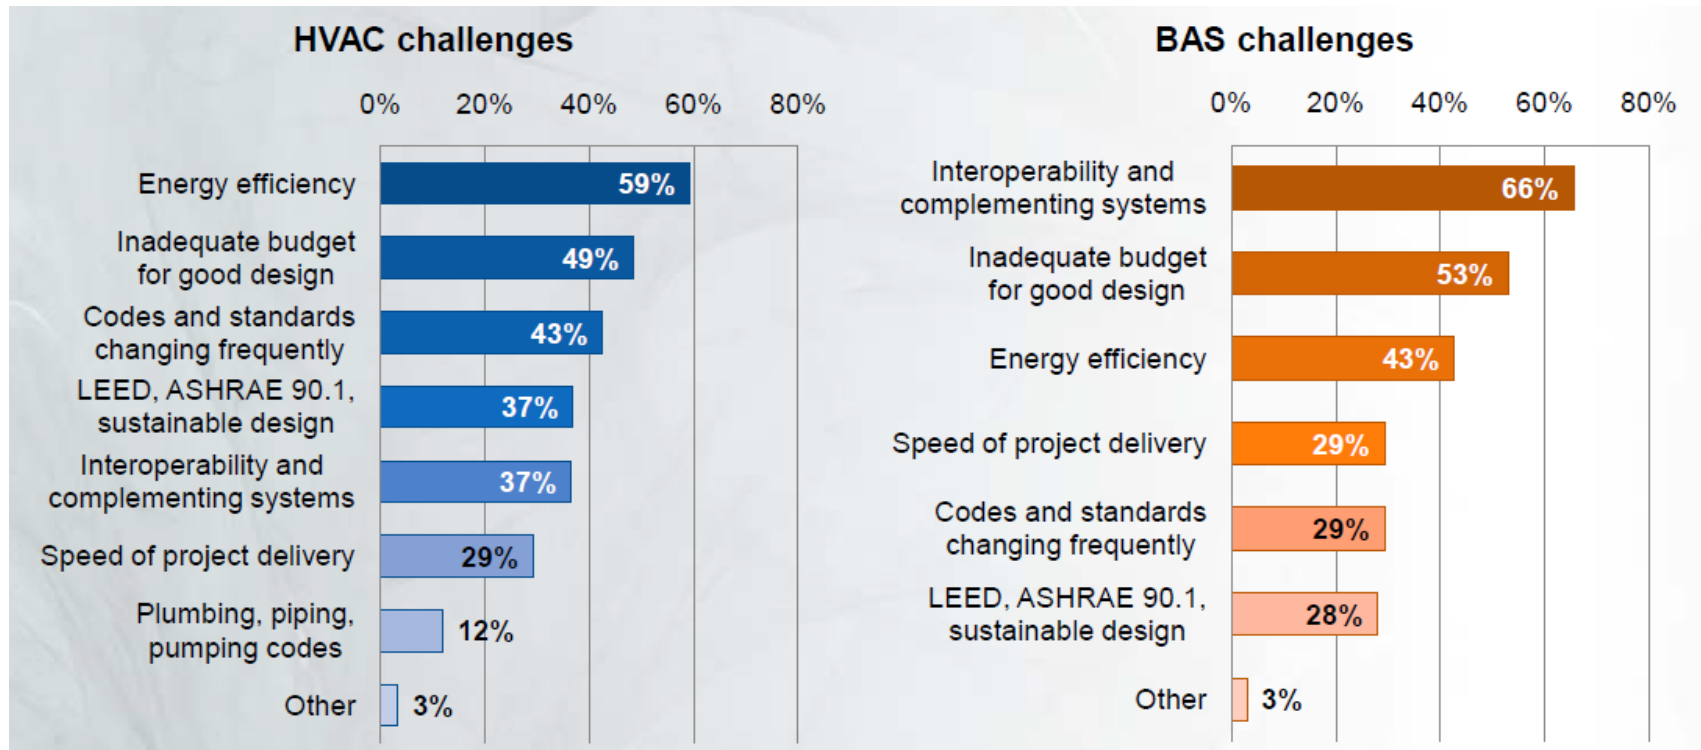 HVAC challenges
0% 20% 40% 60% 80%
Energy efficiency 59%
Inadequate budget
for good design 49%
Codes and standards
changing frequently 43%
LEED, ASHRAE 90.1,
sustainable design 37%
Interoperability and
complementing systems 37%
Speed of project delivery 29%
Plumbing, piping,
pumping codes 12%
Other 3%
BAS challenges
0% 20% 40% 60% 80%
Interoperability and
complementing systems 66%
Inadequate budget
for good design 53%
Energy efficiency 43%
Speed of project delivery 29%
Codes and standards
changing frequently 29%
LEED, ASHRAE 90.1,
sustainable design 28%
Other 3%